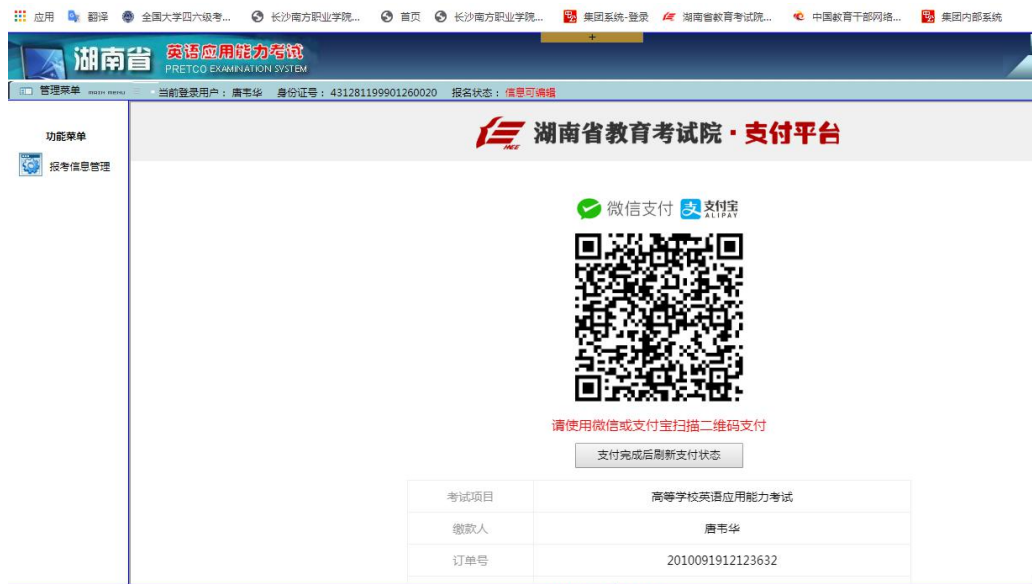 应用 翻译 全国大学四六级考... 长沙南方职业学院... 首页 长沙南方职业学院... 集团系统-登录 湖南省教育考试院... 中国教育干部网络... 集团内部系统
+
湖南省 英语应用能力考试
PRETCO EXAMINATION SYSTEM
管理菜单 MAIN MENU 当前登录用户：唐韦华 身份证号：431281199901260020 报名状态：信息可编辑
功能菜单
报考信息管理
HNEE 湖南省教育考试院·支付平台
微信支付 支 支付宝
ALIPAY
请使用微信或支付宝扫描二维码支付
支付完成后刷新支付状态
考试项目 高等学校英语应用能力考试
缴款人 唐韦华
订单号 2010091912123632